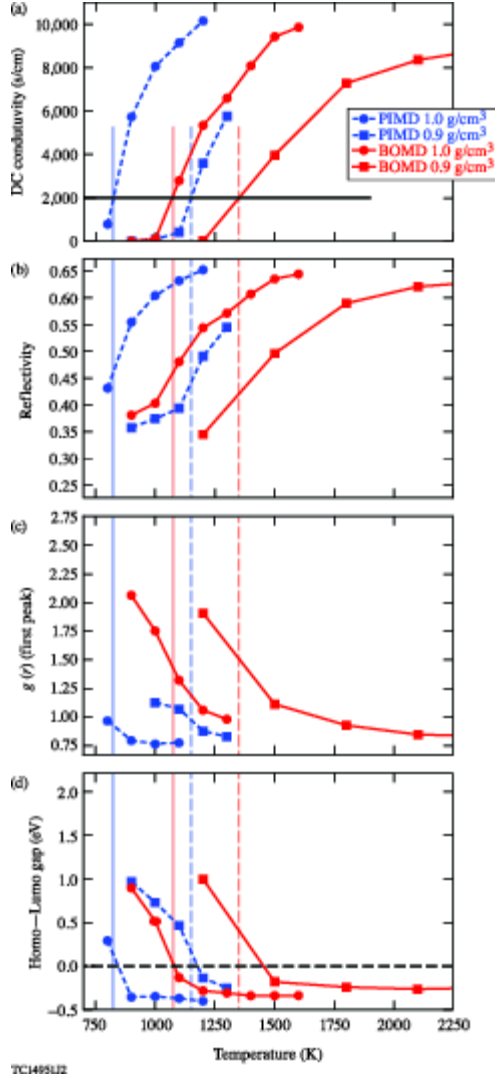 (a)
DC condutuvity (s/cm)
10,000
8,000
6,000
4,000
2,000
0
PIMD 1.0 g/cm³
PIMD 0.9 g/cm³
BOMD 1.0 g/cm³
BOMD 0.9 g/cm³
(b)
Reflectivity
0.65
0.60
0.55
0.50
0.45
0.40
0.35
0.30
0.25
(c)
g (r) (first peak)
2.75
2.50
2.25
2.00
1.75
1.50
1.25
1.00
0.75
(d)
Homo–Lumo gap (eV)
2.0
1.5
1.0
0.5
0.0
–0.5
750 1000 1250 1500 1750 2000 2250
Temperature (K)
TC14951J2